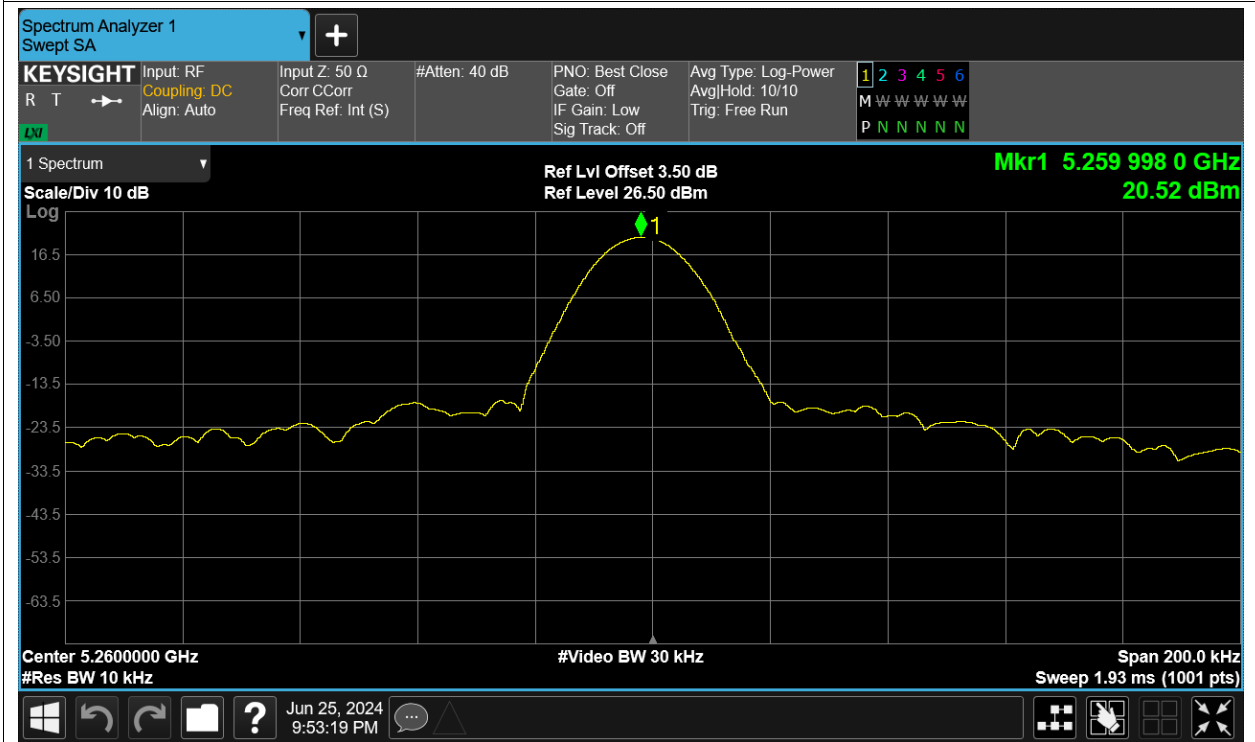 Spectrum Analyzer 1
Swept SA
KEYSIGHT
R T
LXI
Input: RF
Coupling: DC
Align: Auto
Input Z: 50 Ω
Corr CCorr
Freq Ref: Int (S)
#Atten: 40 dB
PNO: Best Close
Gate: Off
IF Gain: Low
Sig Track: Off
Avg Type: Log-Power
Avg|Hold: 10/10
Trig: Free Run
1 2 3 4 5 6
M W W W W W
P N N N N N
1 Spectrum
Scale/Div 10 dB
Log
Ref Lvl Offset 3.50 dB
Ref Level 26.50 dBm
Mkr1 5.259 998 0 GHz
20.52 dBm
1
16.5
6.50
-3.50
-13.5
-23.5
-33.5
-43.5
-53.5
-63.5
Center 5.2600000 GHz
#Video BW 30 kHz
Span 200.0 kHz
#Res BW 10 kHz
Sweep 1.93 ms (1001 pts)
?
Jun 25, 2024
9:53:19 PM